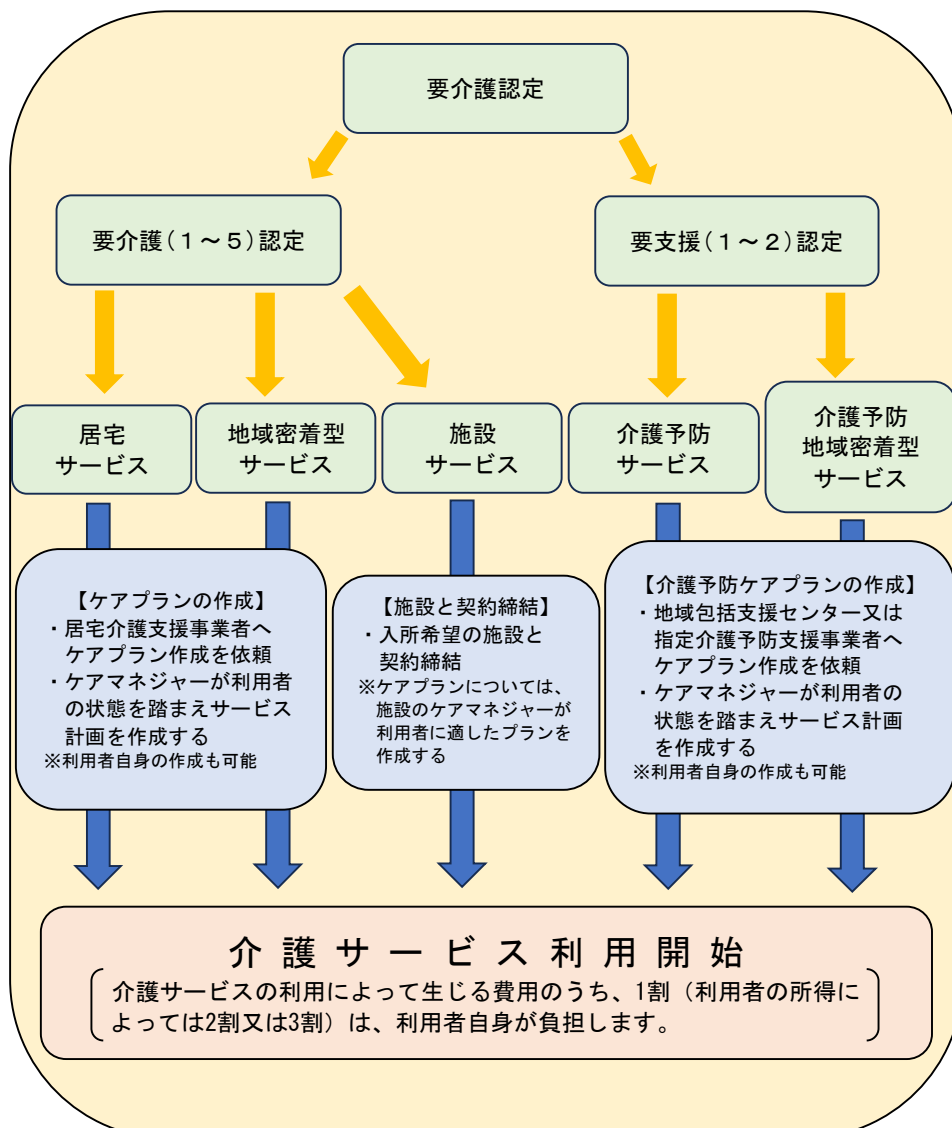 要介護認定
要介護(1～5)認定
要支援(1～2)認定
居宅
サービス
地域密着型
サービス
施設
サービス
介護予防
サービス
介護予防
地域密着型
サービス
【ケアプランの作成】
・居宅介護支援事業者へ
ケアプラン作成を依頼
・ケアマネジャーが利用者
の状態を踏まえサービス
計画を作成する
※利用者自身の作成も可能
【施設と契約締結】
・入所希望の施設と
契約締結
※ケアプランについては、
施設のケアマネジャーが
利用者に適したプランを
作成する
【介護予防ケアプランの作成】
・地域包括支援センター又は
指定介護予防支援事業者へ
ケアプラン作成を依頼
・ケアマネジャーが利用者の
状態を踏まえサービス計画
を作成する
※利用者自身の作成も可能
介護サービス利用開始
介護サービスの利用によって生じる費用のうち、1割（利用者の所得に
よっては2割又は3割）は、利用者自身が負担します。